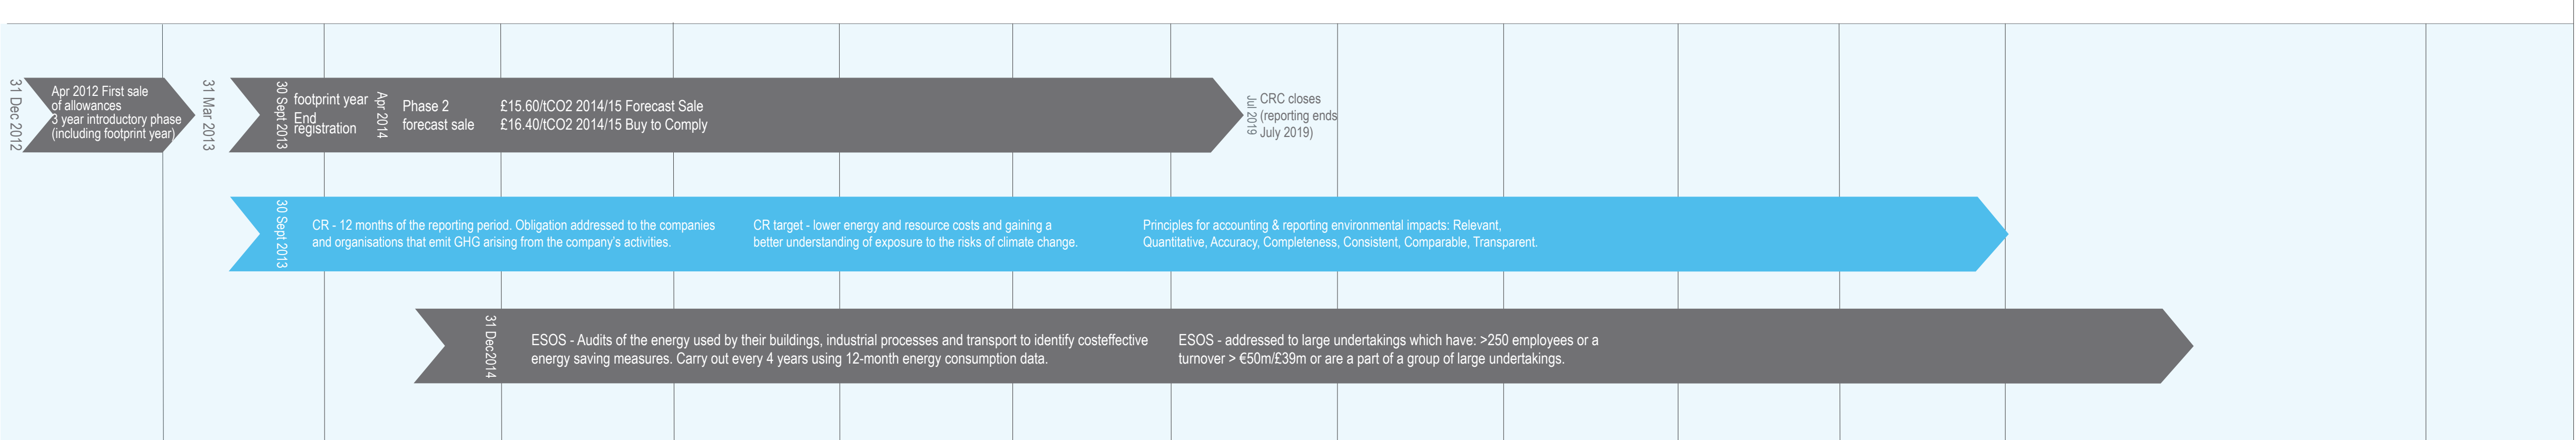 31 Dec 2012
Apr 2012 First sale
of allowances
3 year introductory phase
(including footprint year)
31 Mar 2013
30 Sept 2013
footprint year
End
registration
Apr 2014
Phase 2
forecast sale
£15.60/tCO2 2014/15 Forecast Sale
£16.40/tCO2 2014/15 Buy to Comply
Jul 2019
CRC closes
(reporting ends
July 2019)
30 Sept 2013
CR - 12 months of the reporting period. Obligation addressed to the companies
and organisations that emit GHG arising from the company's activities.
CR target - lower energy and resource costs and gaining a
better understanding of exposure to the risks of climate change.
Principles for accounting & reporting environmental impacts: Relevant,
Quantitative, Accuracy, Completeness, Consistent, Comparable, Transparent.
31 Dec2014
ESOS - Audits of the energy used by their buildings, industrial processes and transport to identify costeffective
energy saving measures. Carry out every 4 years using 12-month energy consumption data.
ESOS - addressed to large undertakings which have: >250 employees or a
turnover > €50m/£39m or are a part of a group of large undertakings.